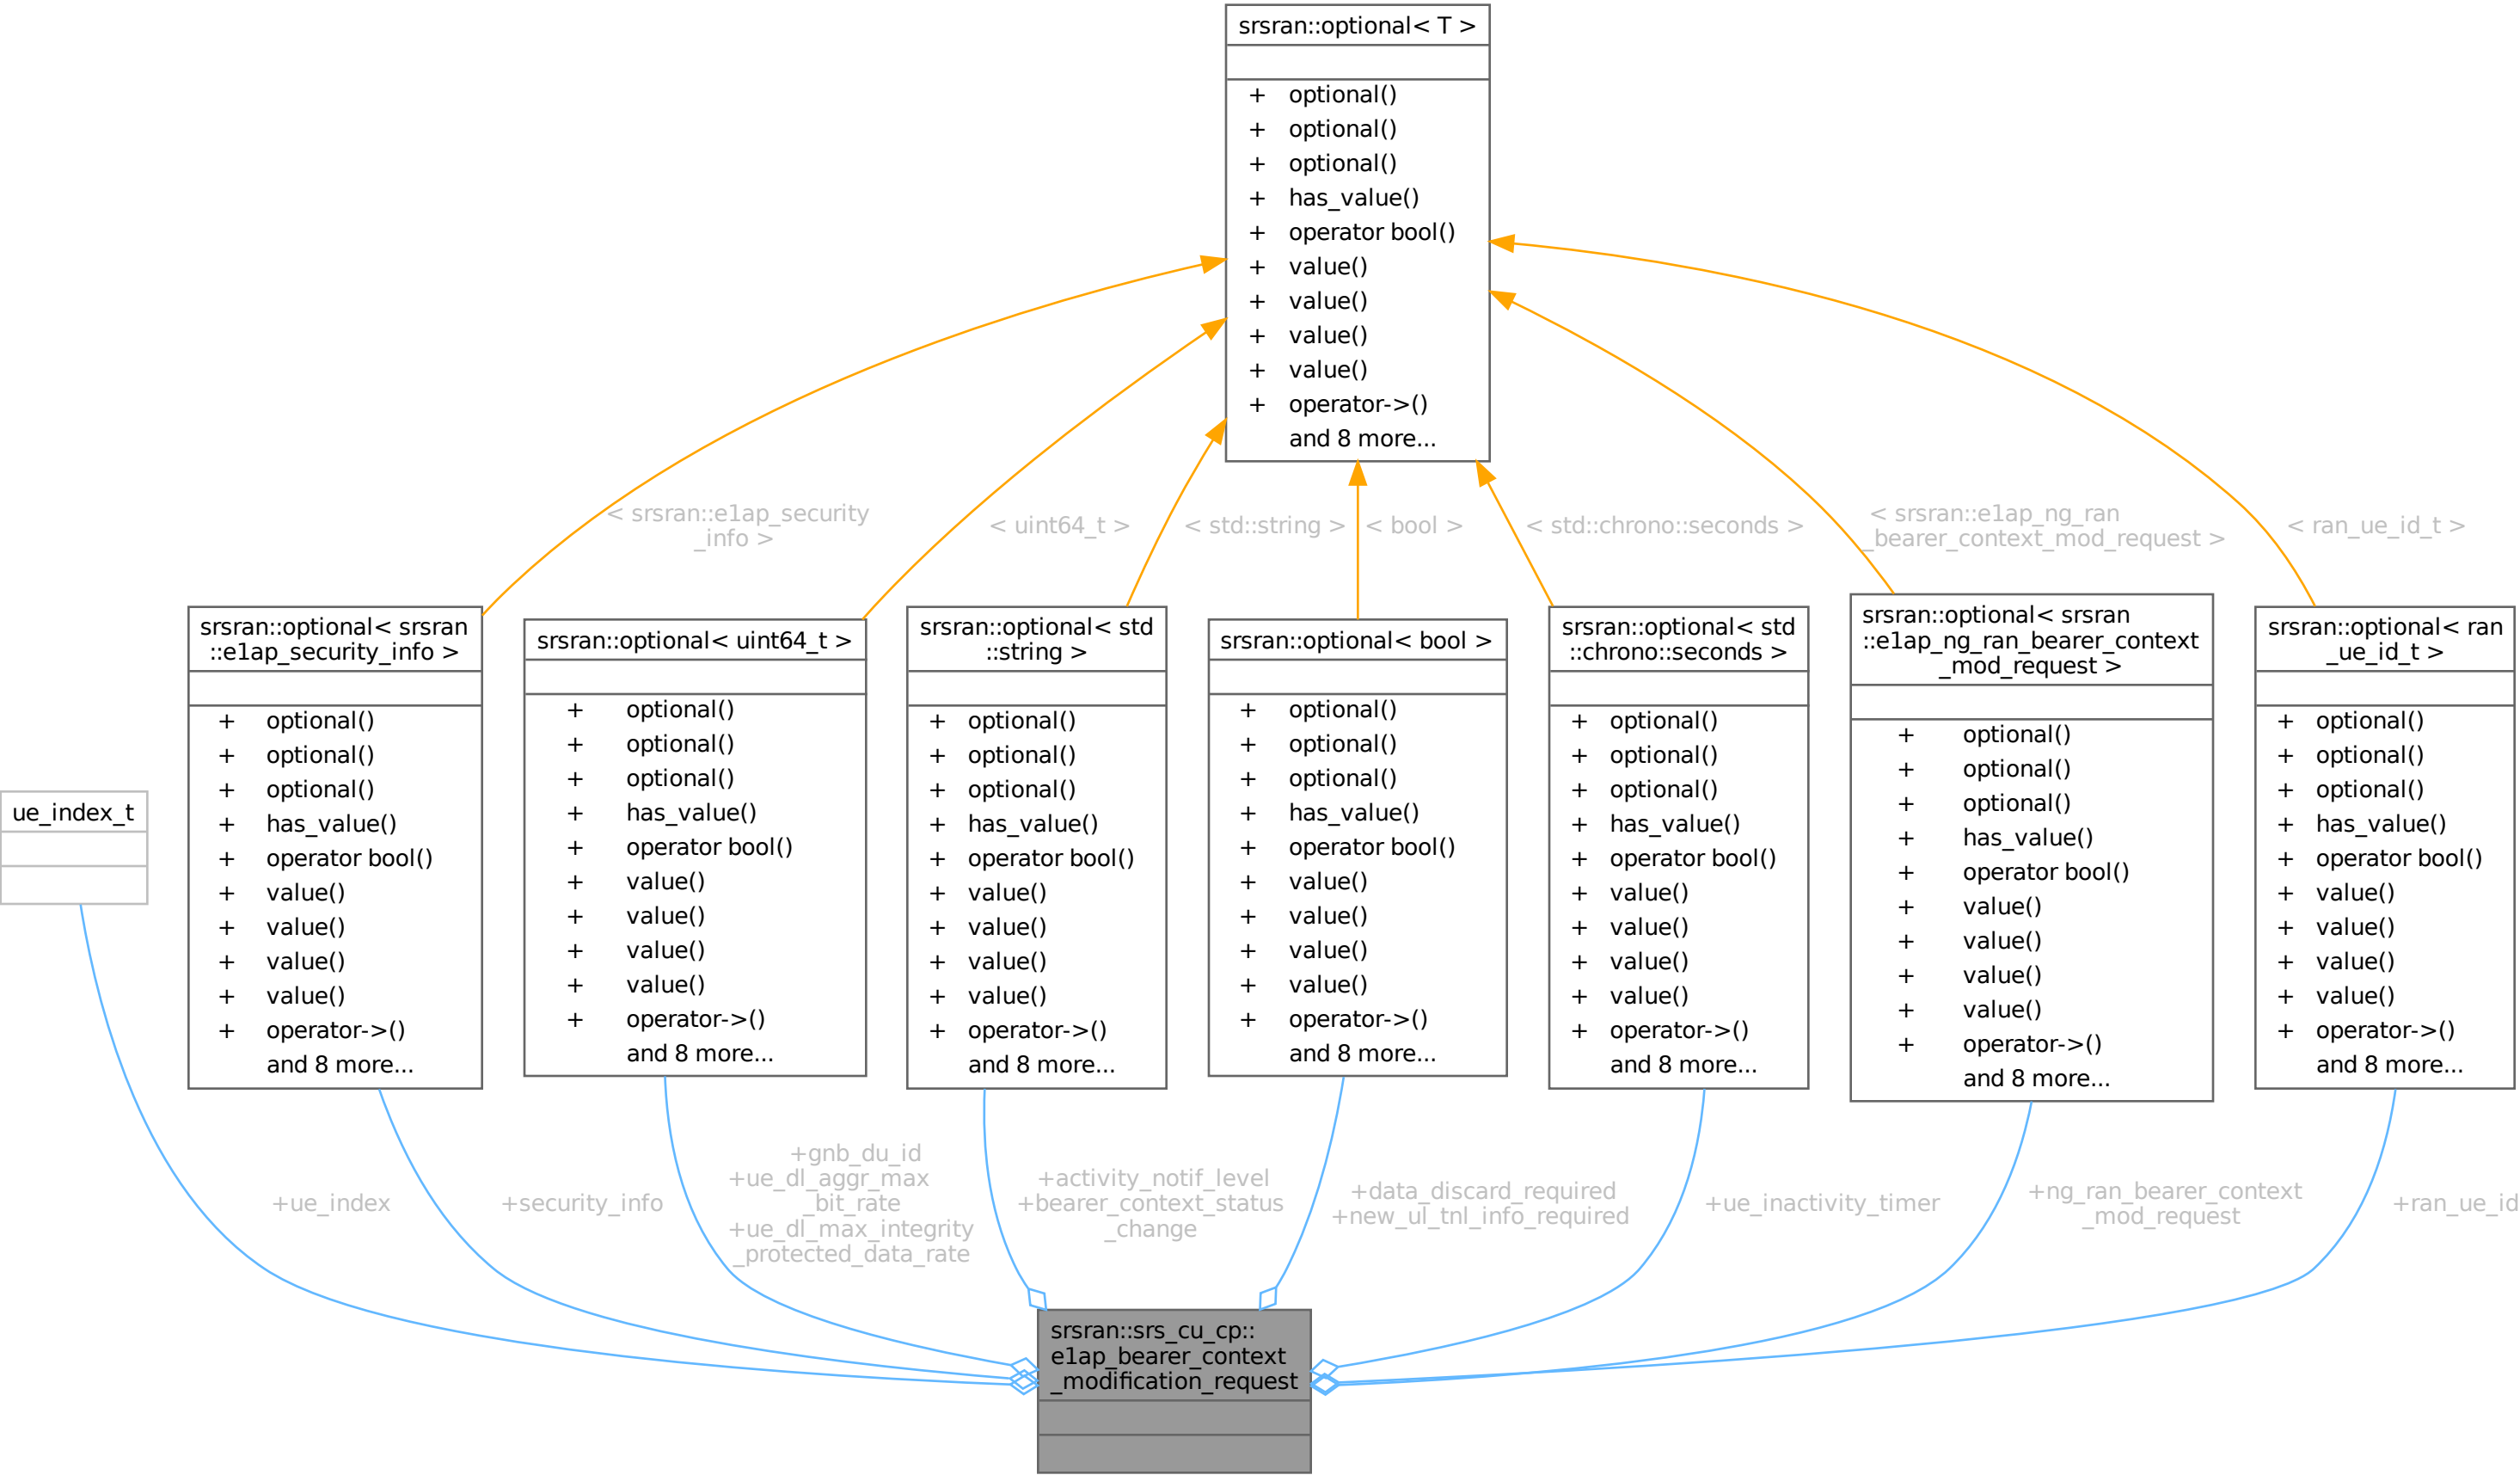 srsran::optional< T >
+ optional()
+ optional()
+ optional()
+ has_value()
+ operator bool()
+ value()
+ value()
+ value()
+ value()
+ operator->()
and 8 more...
< srsran::e1ap_security
_info >
< uint64_t >
< std::string >
< bool >
< std::chrono::seconds >
< srsran::e1ap_ng_ran
_bearer_context_mod_request >
< ran_ue_id_t >
ue_index_t
srsran::optional< srsran
::e1ap_security_info >
+ optional()
+ optional()
+ optional()
+ has_value()
+ operator bool()
+ value()
+ value()
+ value()
+ value()
+ operator->()
and 8 more...
srsran::optional< uint64_t >
+ optional()
+ optional()
+ optional()
+ has_value()
+ operator bool()
+ value()
+ value()
+ value()
+ value()
+ operator->()
and 8 more...
srsran::optional< std
::string >
+ optional()
+ optional()
+ optional()
+ has_value()
+ operator bool()
+ value()
+ value()
+ value()
+ value()
+ operator->()
and 8 more...
srsran::optional< bool >
+ optional()
+ optional()
+ optional()
+ has_value()
+ operator bool()
+ value()
+ value()
+ value()
+ value()
+ operator->()
and 8 more...
srsran::optional< std
::chrono::seconds >
+ optional()
+ optional()
+ optional()
+ has_value()
+ operator bool()
+ value()
+ value()
+ value()
+ value()
+ operator->()
and 8 more...
srsran::optional< srsran
::e1ap_ng_ran_bearer_context
_mod_request >
+ optional()
+ optional()
+ optional()
+ has_value()
+ operator bool()
+ value()
+ value()
+ value()
+ value()
+ operator->()
and 8 more...
srsran::optional< ran
_ue_id_t >
+ optional()
+ optional()
+ optional()
+ has_value()
+ operator bool()
+ value()
+ value()
+ value()
+ value()
+ operator->()
and 8 more...
+ue_index
+security_info
+gnb_du_id
+ue_dl_aggr_max
_bit_rate
+ue_dl_max_integrity
_protected_data_rate
+activity_notif_level
+bearer_context_status
_change
+data_discard_required
+new_ul_tnl_info_required
+ue_inactivity_timer
+ng_ran_bearer_context
_mod_request
+ran_ue_id
srsran::srs_cu_cp::
e1ap_bearer_context
_modification_request